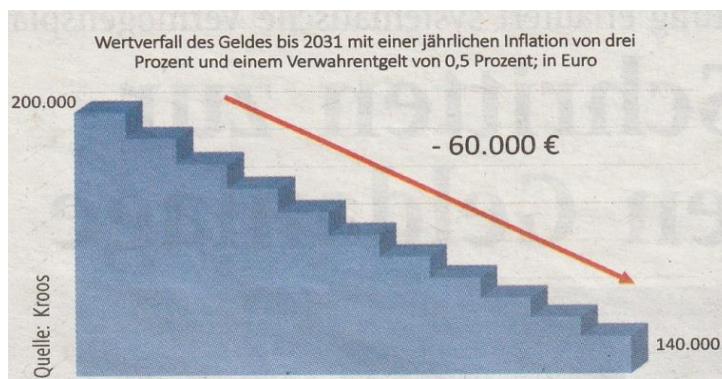 Wertverfall des Geldes bis 2031 mit einer jährlichen Inflation von drei
Prozent und einem Verwahrentgelt von 0,5 Prozent; in Euro
200.000
- 60.000 €
140.000
Quelle: Kroos